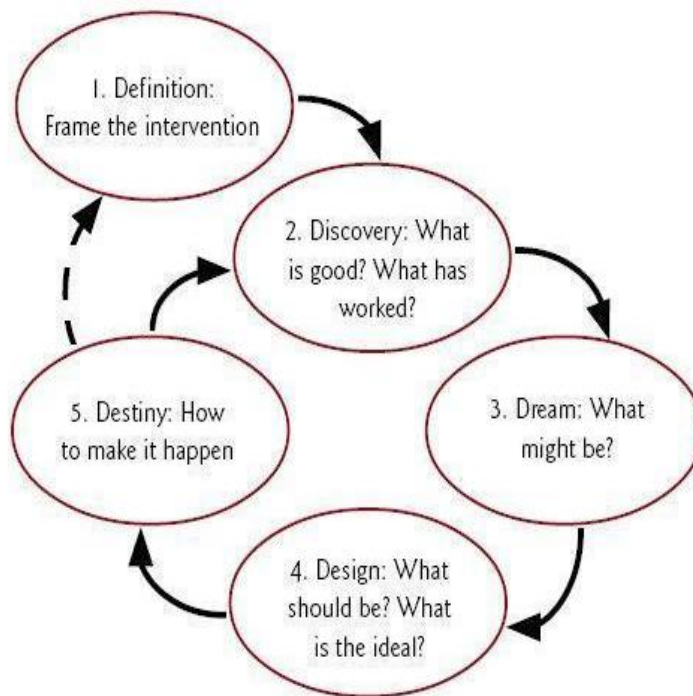 1. Definition:
Frame the intervention
2. Discovery: What
is good? What has
worked?
3. Dream: What
might be?
4. Design: What
should be? What
is the ideal?
5. Destiny: How
to make it happen